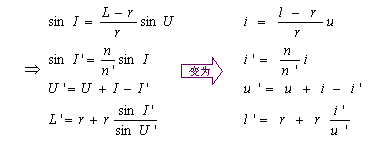 sin I = (L − r)/r sin U    i = (l − r)/r u
⇒ sin I' = n/n' sin I    变为    i' = n/n' i
U' = U + I − I'    u' = u + i − i'
L' = r + r (sin I')/(sin U')    l' = r + r i'/u'